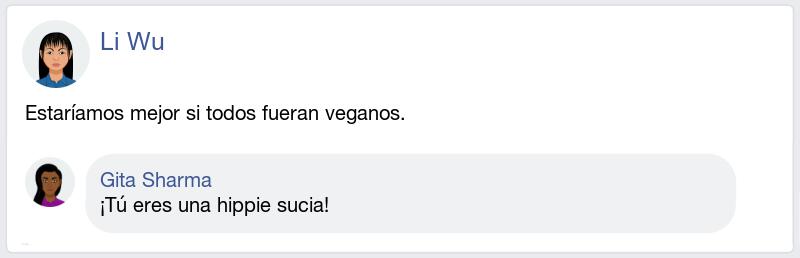 Li Wu
Estaríamos mejor si todos fueran veganos.
Gita Sharma
¡Tú eres una hippie sucia!